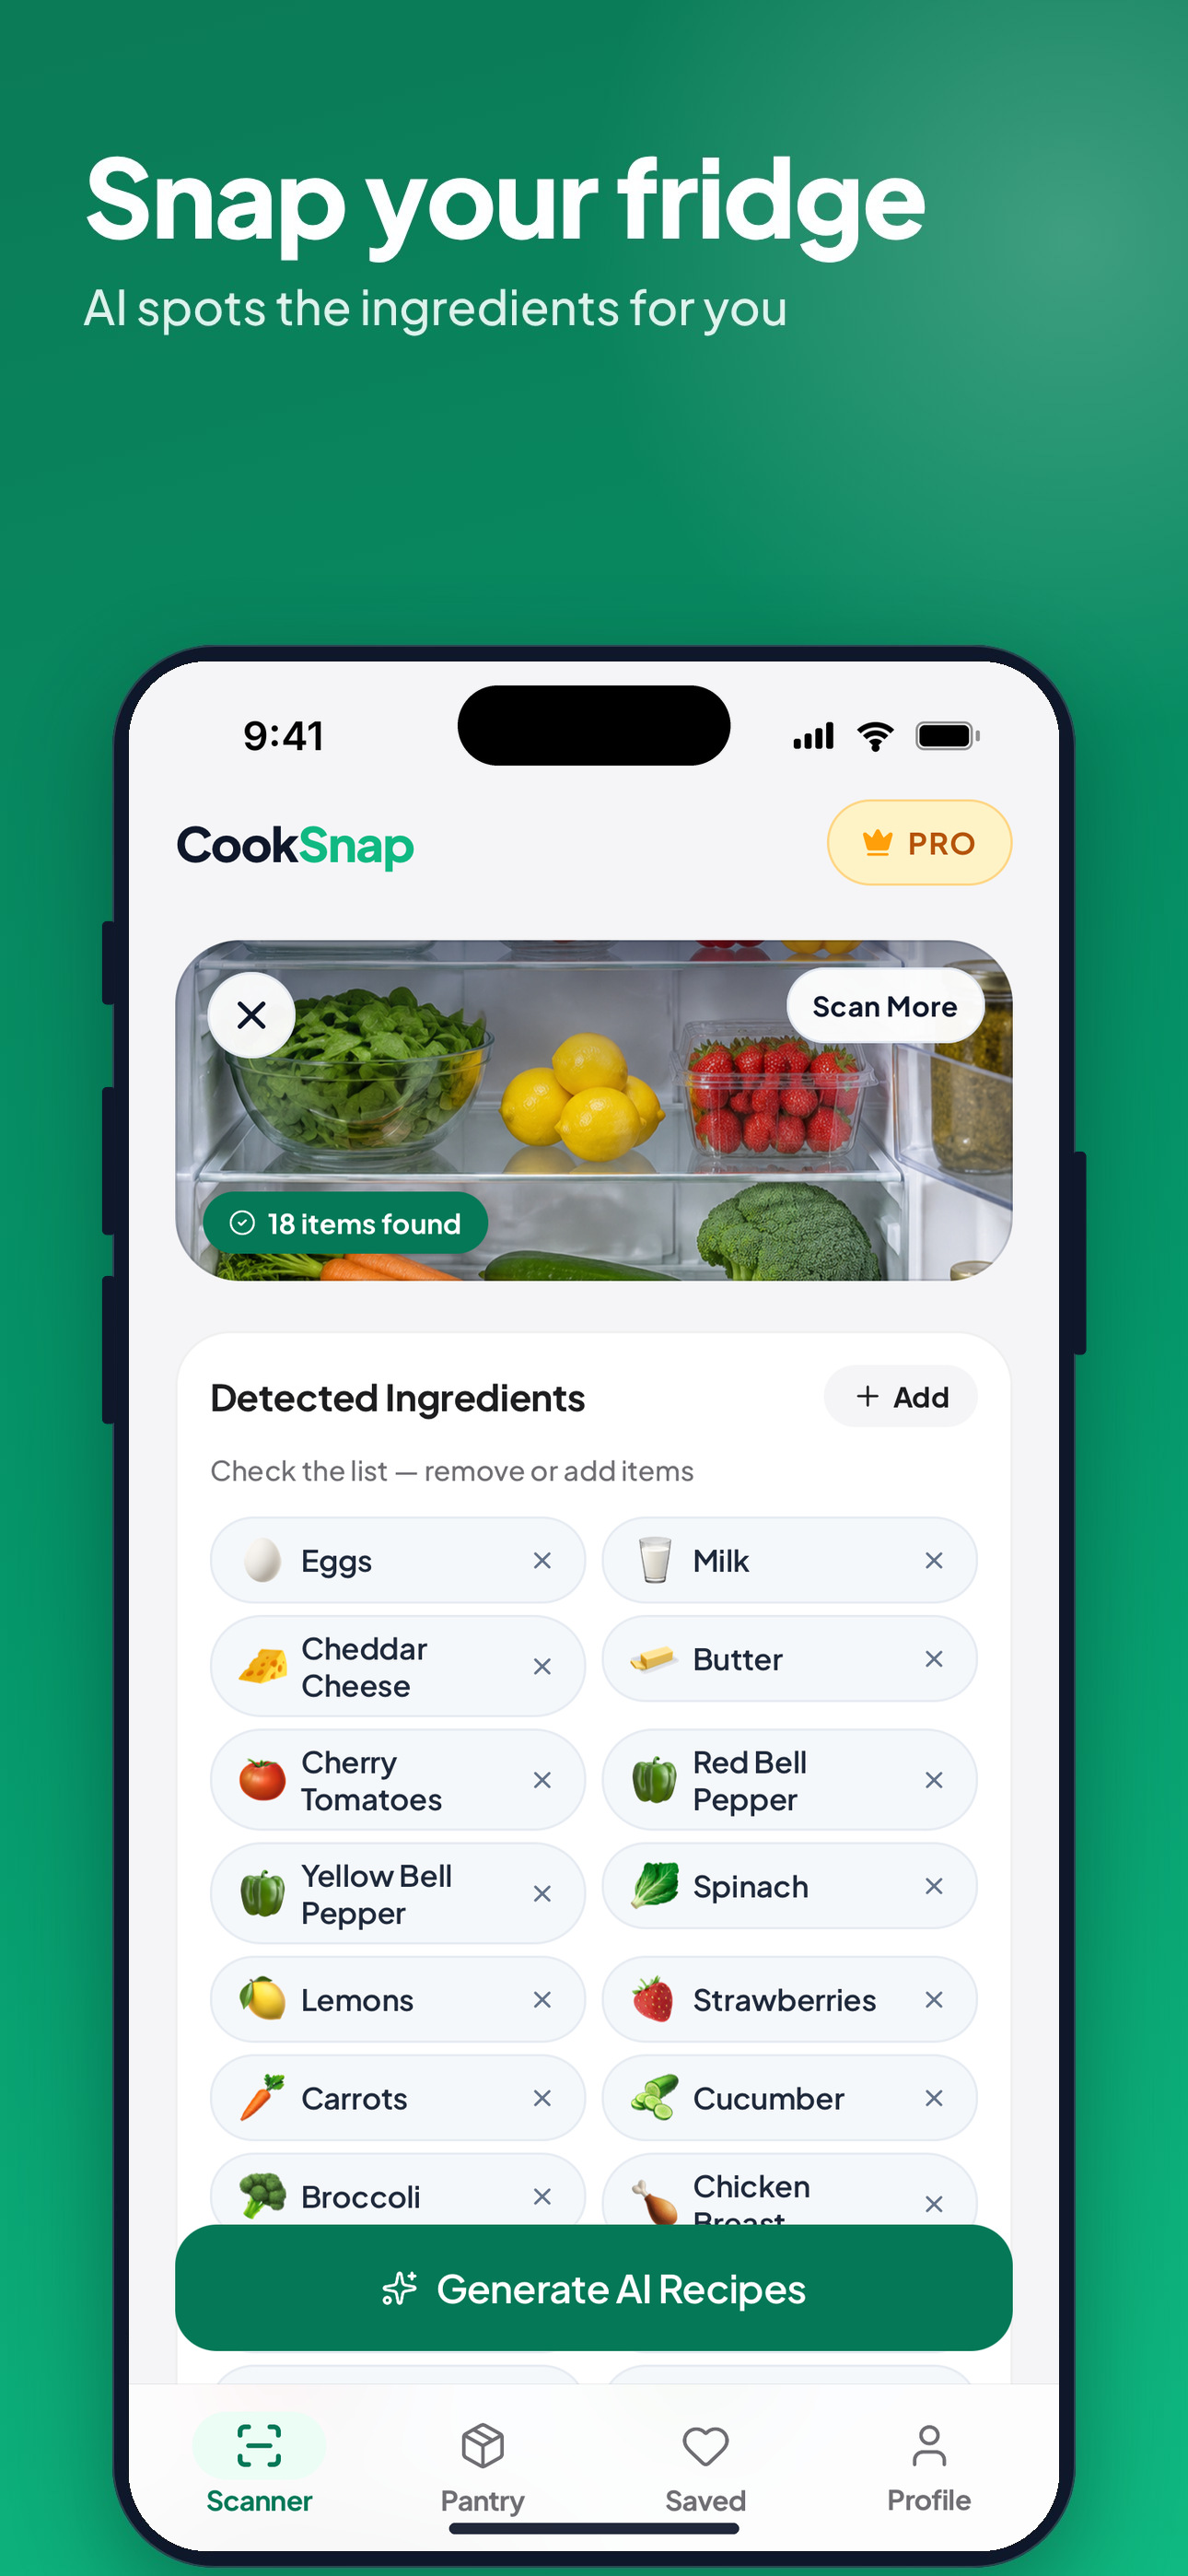 Snap your fridge
AI spots the ingredients for you
9:41
CookSnap
PRO
Scan More
18 items found
Detected Ingredients
+ Add
Check the list — remove or add items
Eggs
Milk
Cheddar
Cheese
Butter
Cherry
Tomatoes
Red Bell
Pepper
Yellow Bell
Pepper
Spinach
Lemons
Strawberries
Carrots
Cucumber
Broccoli
Chicken
Breast
Generate AI Recipes
Scanner
Pantry
Saved
Profile